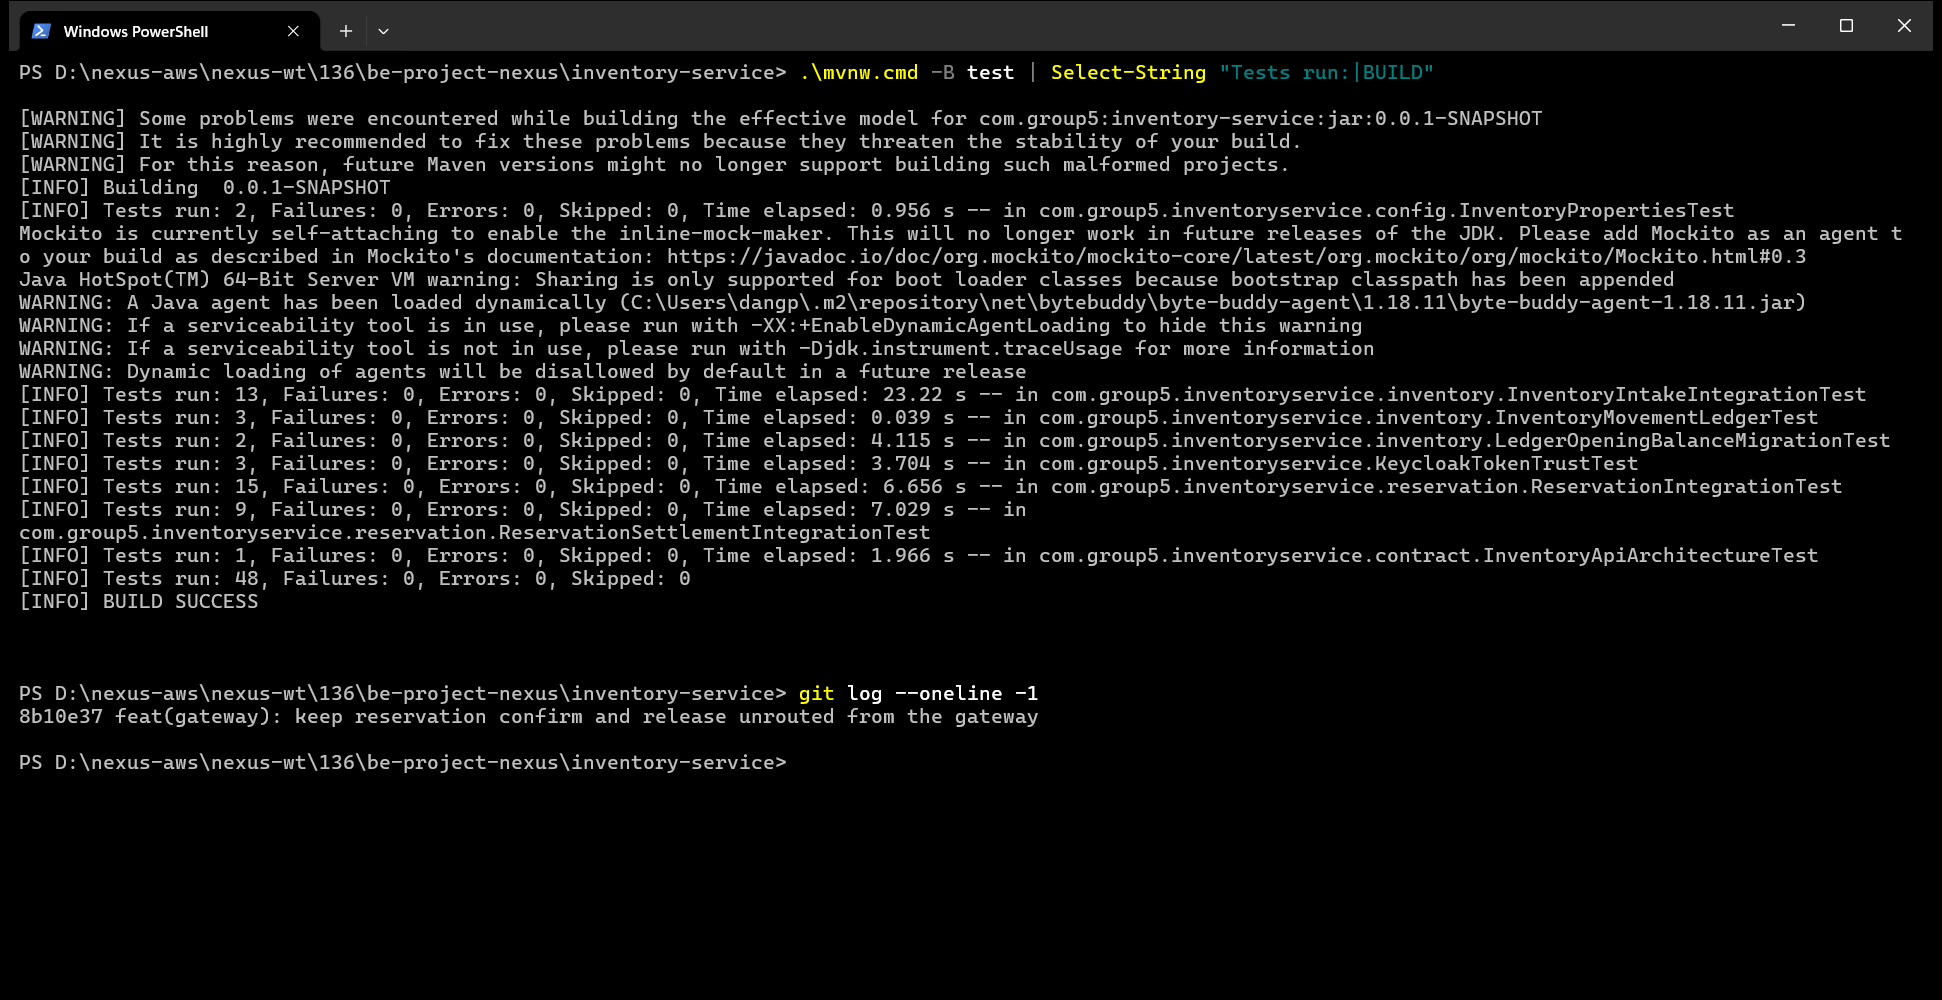 Windows PowerShell
PS D:\nexus-aws\nexus-wt\136\be-project-nexus\inventory-service> .\mvnw.cmd -B test | Select-String "Tests run:|BUILD"
[WARNING] Some problems were encountered while building the effective model for com.group5:inventory-service:jar:0.0.1-SNAPSHOT
[WARNING] It is highly recommended to fix these problems because they threaten the stability of your build.
[WARNING] For this reason, future Maven versions might no longer support building such malformed projects.
[INFO] Building  0.0.1-SNAPSHOT
[INFO] Tests run: 2, Failures: 0, Errors: 0, Skipped: 0, Time elapsed: 0.956 s -- in com.group5.inventoryservice.config.InventoryPropertiesTest
Mockito is currently self-attaching to enable the inline-mock-maker. This will no longer work in future releases of the JDK. Please add Mockito as an agent t
o your build as described in Mockito's documentation: https://javadoc.io/doc/org.mockito/mockito-core/latest/org.mockito/org/mockito/Mockito.html#0.3
Java HotSpot(TM) 64-Bit Server VM warning: Sharing is only supported for boot loader classes because bootstrap classpath has been appended
WARNING: A Java agent has been loaded dynamically (C:\Users\dangp\.m2\repository\net\bytebuddy\byte-buddy-agent\1.18.11\byte-buddy-agent-1.18.11.jar)
WARNING: If a serviceability tool is in use, please run with -XX:+EnableDynamicAgentLoading to hide this warning
WARNING: If a serviceability tool is not in use, please run with -Djdk.instrument.traceUsage for more information
WARNING: Dynamic loading of agents will be disallowed by default in a future release
[INFO] Tests run: 13, Failures: 0, Errors: 0, Skipped: 0, Time elapsed: 23.22 s -- in com.group5.inventoryservice.inventory.InventoryIntakeIntegrationTest
[INFO] Tests run: 3, Failures: 0, Errors: 0, Skipped: 0, Time elapsed: 0.039 s -- in com.group5.inventoryservice.inventory.InventoryMovementLedgerTest
[INFO] Tests run: 2, Failures: 0, Errors: 0, Skipped: 0, Time elapsed: 4.115 s -- in com.group5.inventoryservice.inventory.LedgerOpeningBalanceMigrationTest
[INFO] Tests run: 3, Failures: 0, Errors: 0, Skipped: 0, Time elapsed: 3.704 s -- in com.group5.inventoryservice.KeycloakTokenTrustTest
[INFO] Tests run: 15, Failures: 0, Errors: 0, Skipped: 0, Time elapsed: 6.656 s -- in com.group5.inventoryservice.reservation.ReservationIntegrationTest
[INFO] Tests run: 9, Failures: 0, Errors: 0, Skipped: 0, Time elapsed: 7.029 s -- in
com.group5.inventoryservice.reservation.ReservationSettlementIntegrationTest
[INFO] Tests run: 1, Failures: 0, Errors: 0, Skipped: 0, Time elapsed: 1.966 s -- in com.group5.inventoryservice.contract.InventoryApiArchitectureTest
[INFO] Tests run: 48, Failures: 0, Errors: 0, Skipped: 0
[INFO] BUILD SUCCESS
PS D:\nexus-aws\nexus-wt\136\be-project-nexus\inventory-service> git log --oneline -1
8b10e37 feat(gateway): keep reservation confirm and release unrouted from the gateway
PS D:\nexus-aws\nexus-wt\136\be-project-nexus\inventory-service>